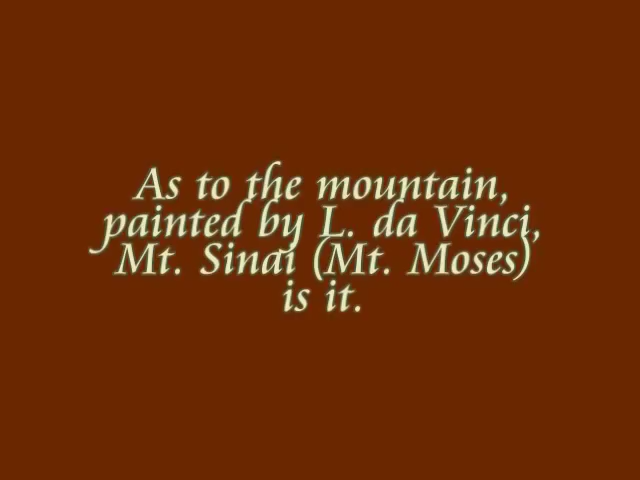 As to the mountain,
painted by L. da Vinci,
Mt. Sinai (Mt. Moses)
is it.